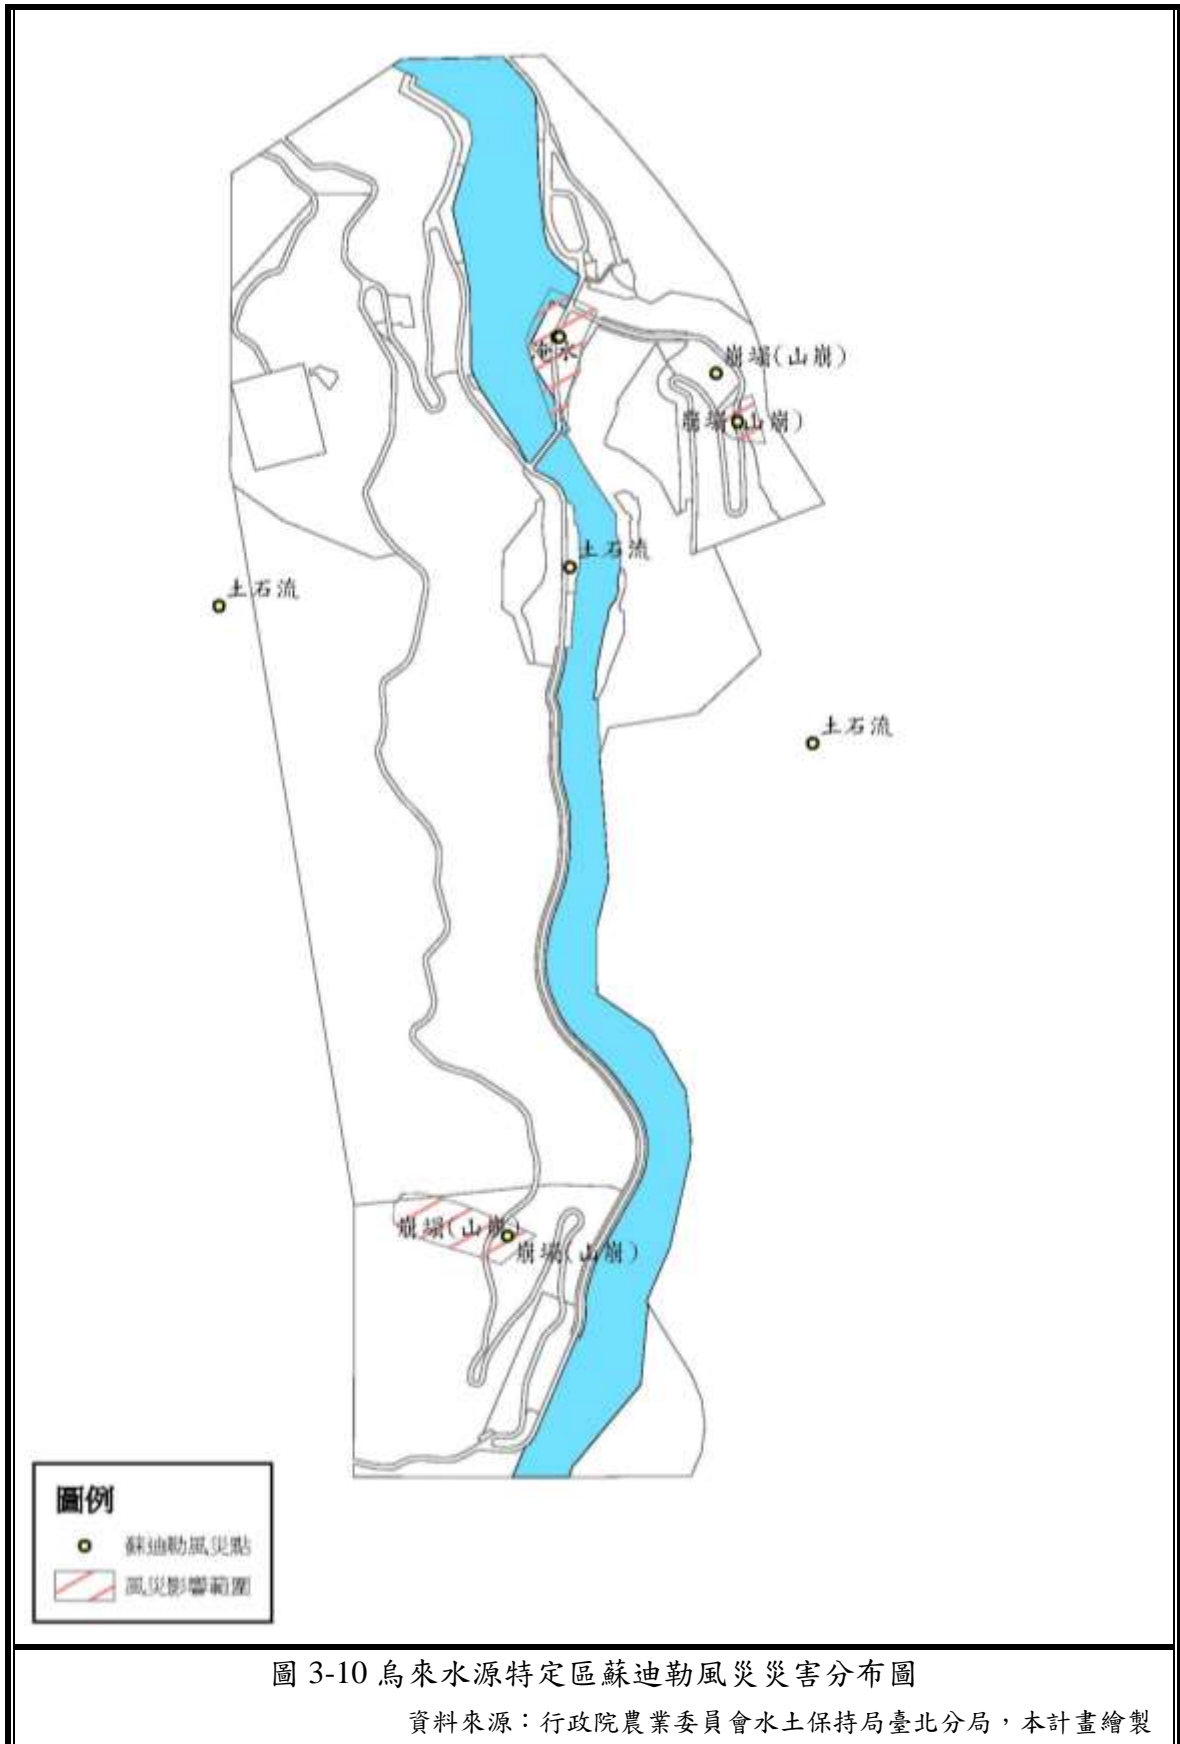 淹水
崩塌(山崩)
崩塌(山崩)
土石流
土石流
土石流
崩塌(山崩)
崩塌(山崩)
圖例
蘇迪勒風災點
風災影響範圍
圖 3-10 烏來水源特定區蘇迪勒風災災害分布圖
資料來源：行政院農業委員會水土保持局臺北分局，本計畫繪製